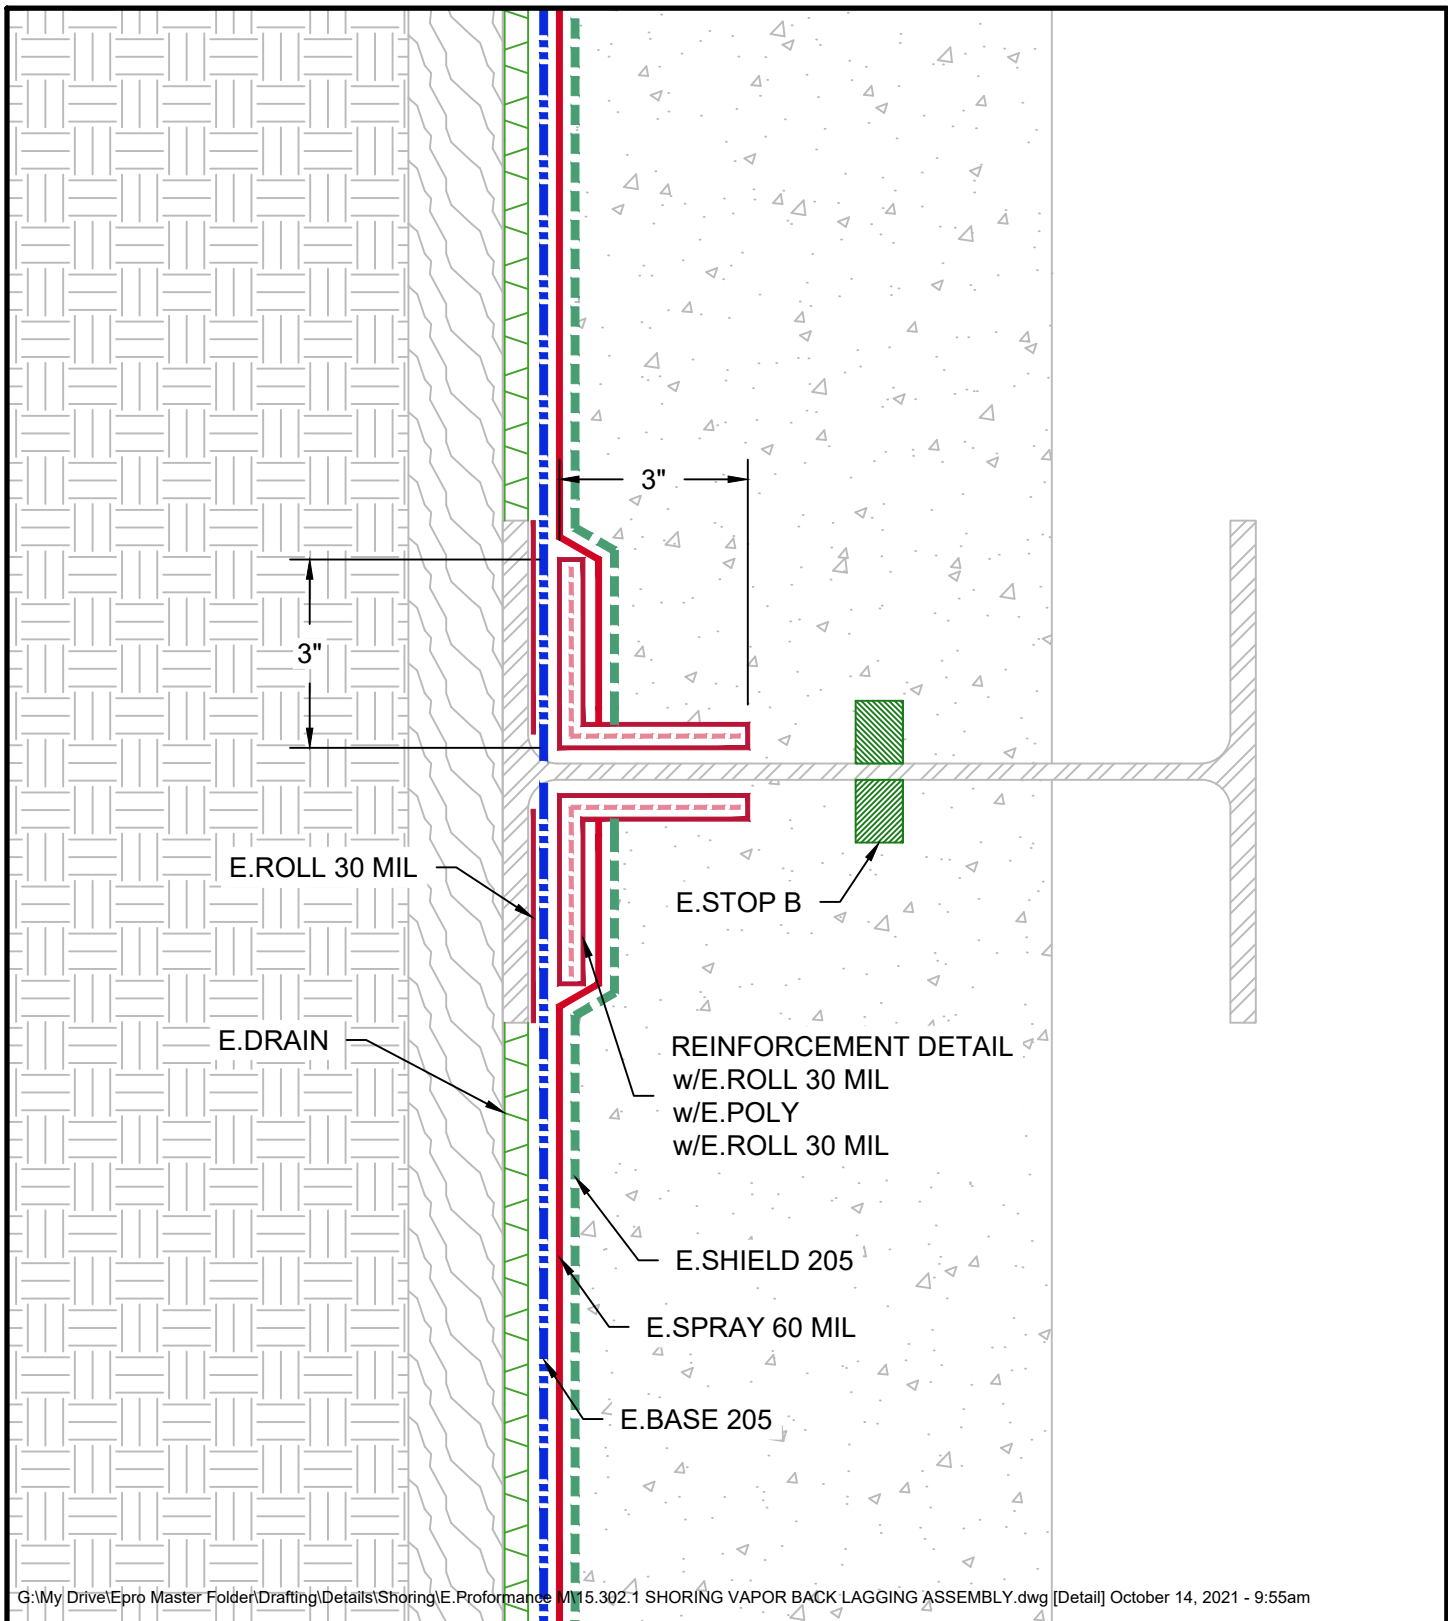 3"
3"
E.ROLL 30 MIL
E.STOP B
E.DRAIN
REINFORCEMENT DETAIL
w/E.ROLL 30 MIL
w/E.POLY
w/E.ROLL 30 MIL
E.SHIELD 205
E.SPRAY 60 MIL
E.BASE 205
G:\My Drive\Epro Master Folder\Drafting\Details\Shoring\E.Proformance M\15.302.1 SHORING VAPOR BACK LAGGING ASSEMBLY.dwg [Detail] October 14, 2021 - 9:55am